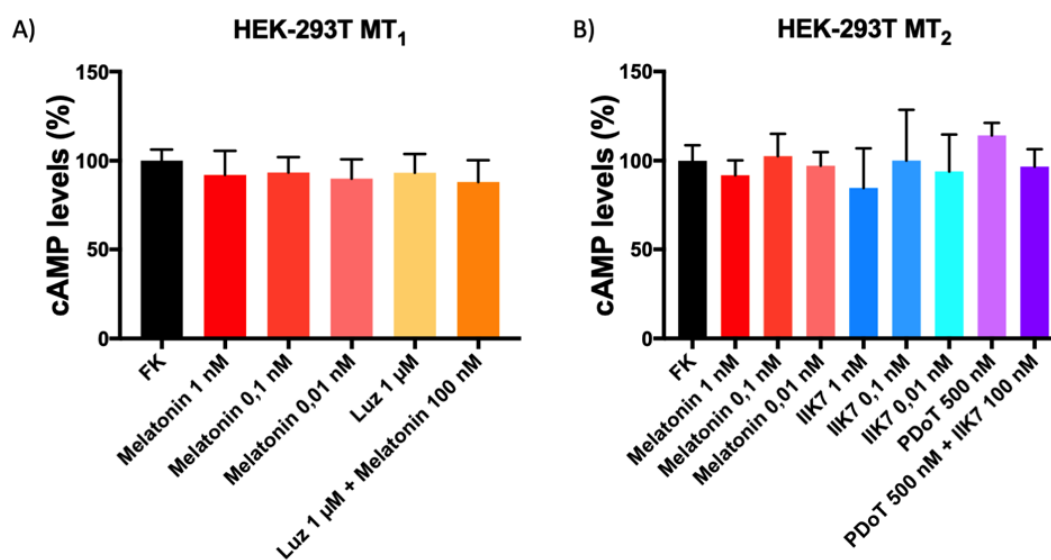 A)
HEK-293T MT1
cAMP levels (%)
150
100
50
0
FK
Melatonin 1 nM
Melatonin 0,1 nM
Melatonin 0,01 nM
Luz 1 µM
Luz 1 µM + Melatonin 100 nM
B)
HEK-293T MT2
cAMP levels (%)
150
100
50
0
FK
Melatonin 1 nM
Melatonin 0,1 nM
Melatonin 0,01 nM
IIK7 1 nM
IIK7 0,1 nM
IIK7 0,01 nM
PDoT 500 nM
PDoT 500 nM + IIK7 100 nM